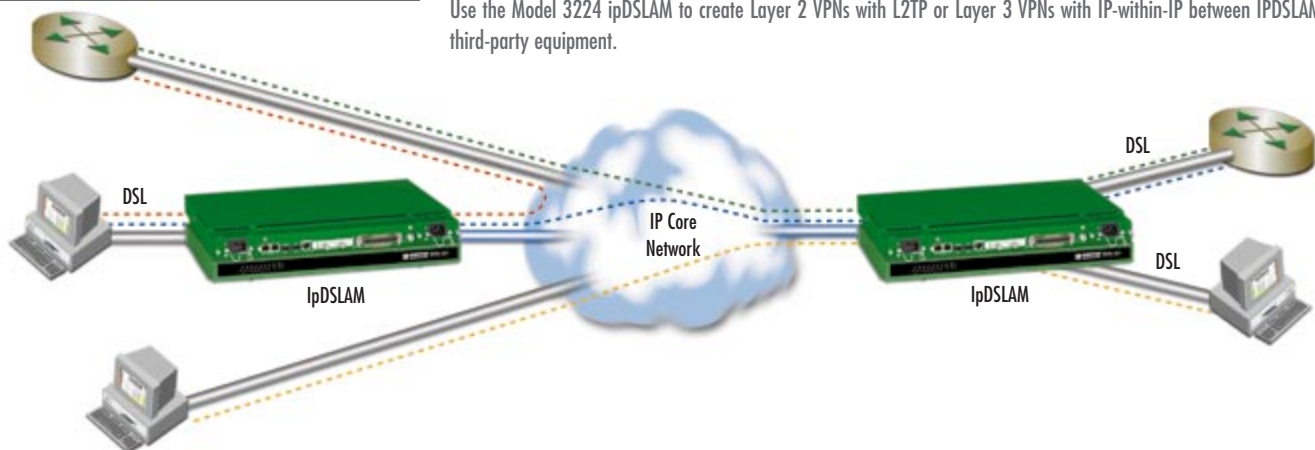 Use the Model 3224 ipDSLAM to create Layer 2 VPNs with L2TP or Layer 3 VPNs with IP-within-IP between IPDSLAM
third-party equipment.
DSL
DSL
IP Core
Network
DSL
IpDSLAM
IpDSLAM